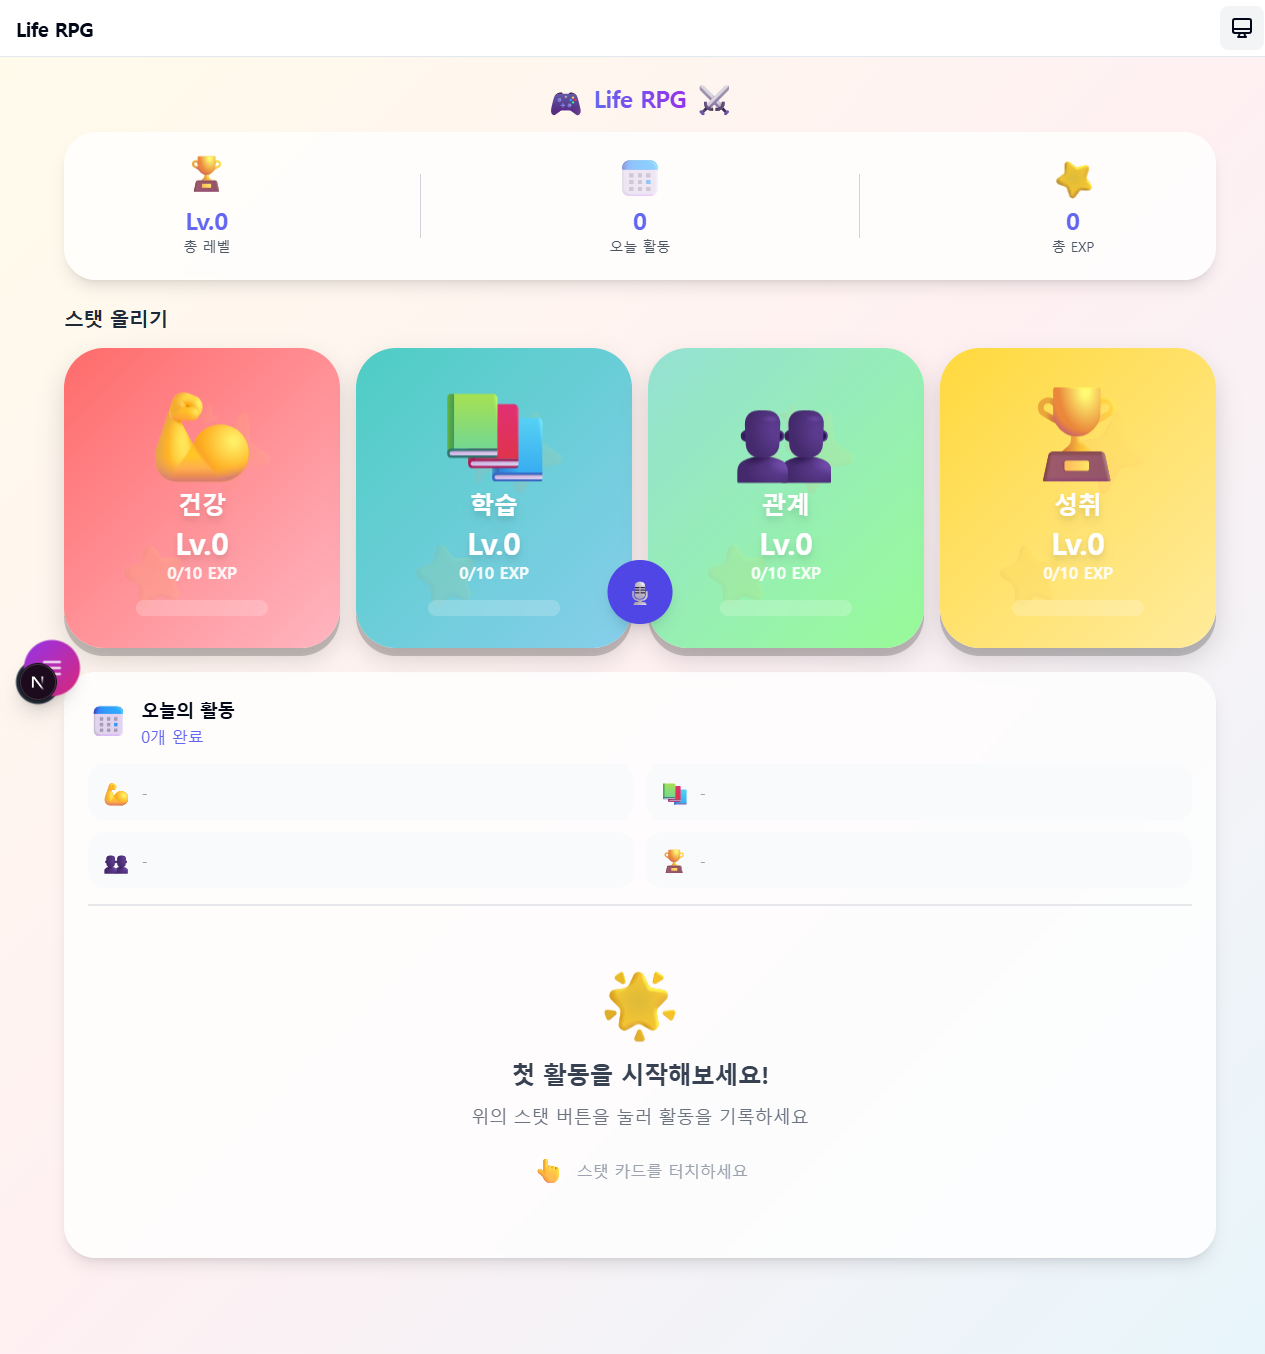 Life RPG
Life RPG
Lv.0
총 레벨
0
오늘 활동
0
총 EXP
스탯 올리기
건강
Lv.0
0/10 EXP
학습
Lv.0
0/10 EXP
관계
Lv.0
0/10 EXP
성취
Lv.0
0/10 EXP
N
오늘의 활동
0개 완료
-
-
-
-
첫 활동을 시작해보세요!
위의 스탯 버튼을 눌러 활동을 기록하세요
스탯 카드를 터치하세요